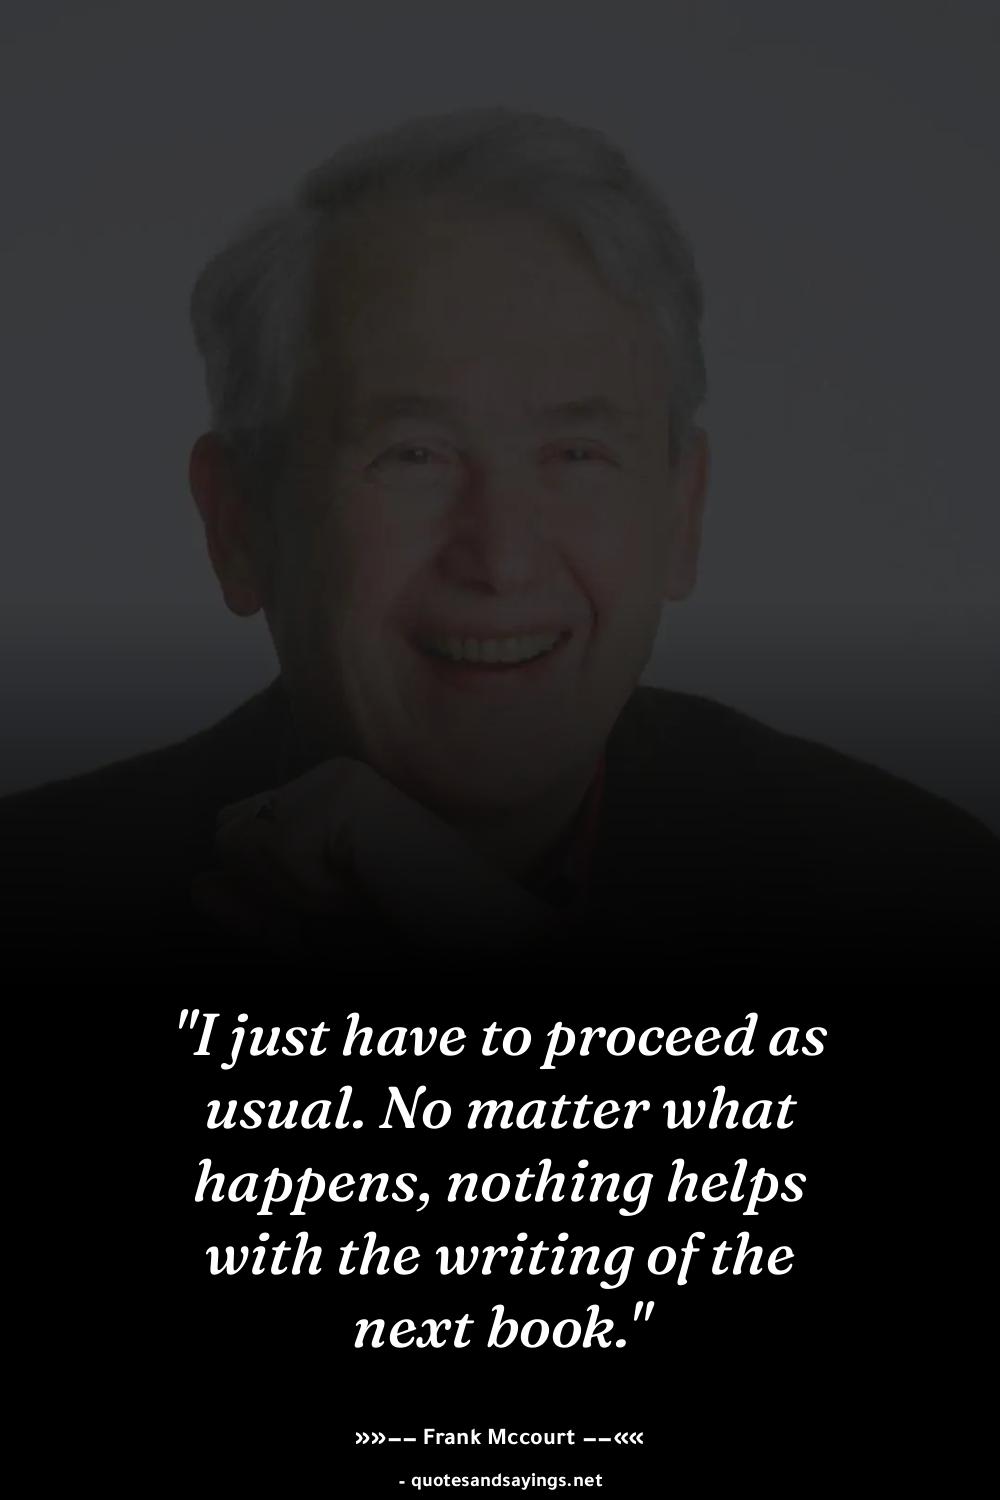 "I just have to proceed as
usual. No matter what
happens, nothing helps
with the writing of the
next book."
»»–– Frank Mccourt ––««
- quotesandsayings.net